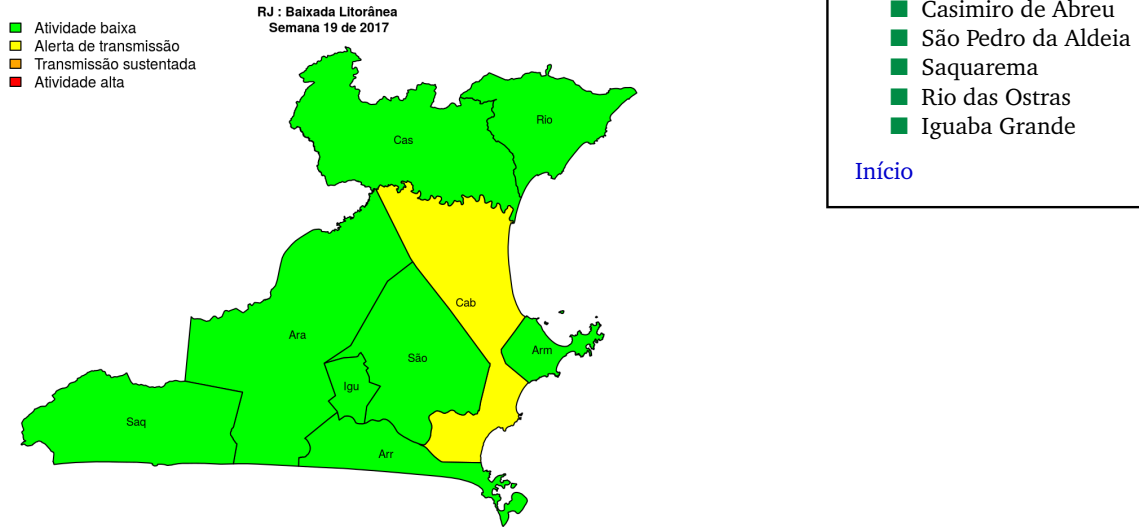 RJ : Baixada Litorânea
Semana 19 de 2017
Atividade baixa
Alerta de transmissão
Transmissão sustentada
Atividade alta
Cas
Rio
Cab
Ara
São
Arm
Igu
Saq
Arr
Casimiro de Abreu
São Pedro da Aldeia
Saquarema
Rio das Ostras
Iguaba Grande
Início